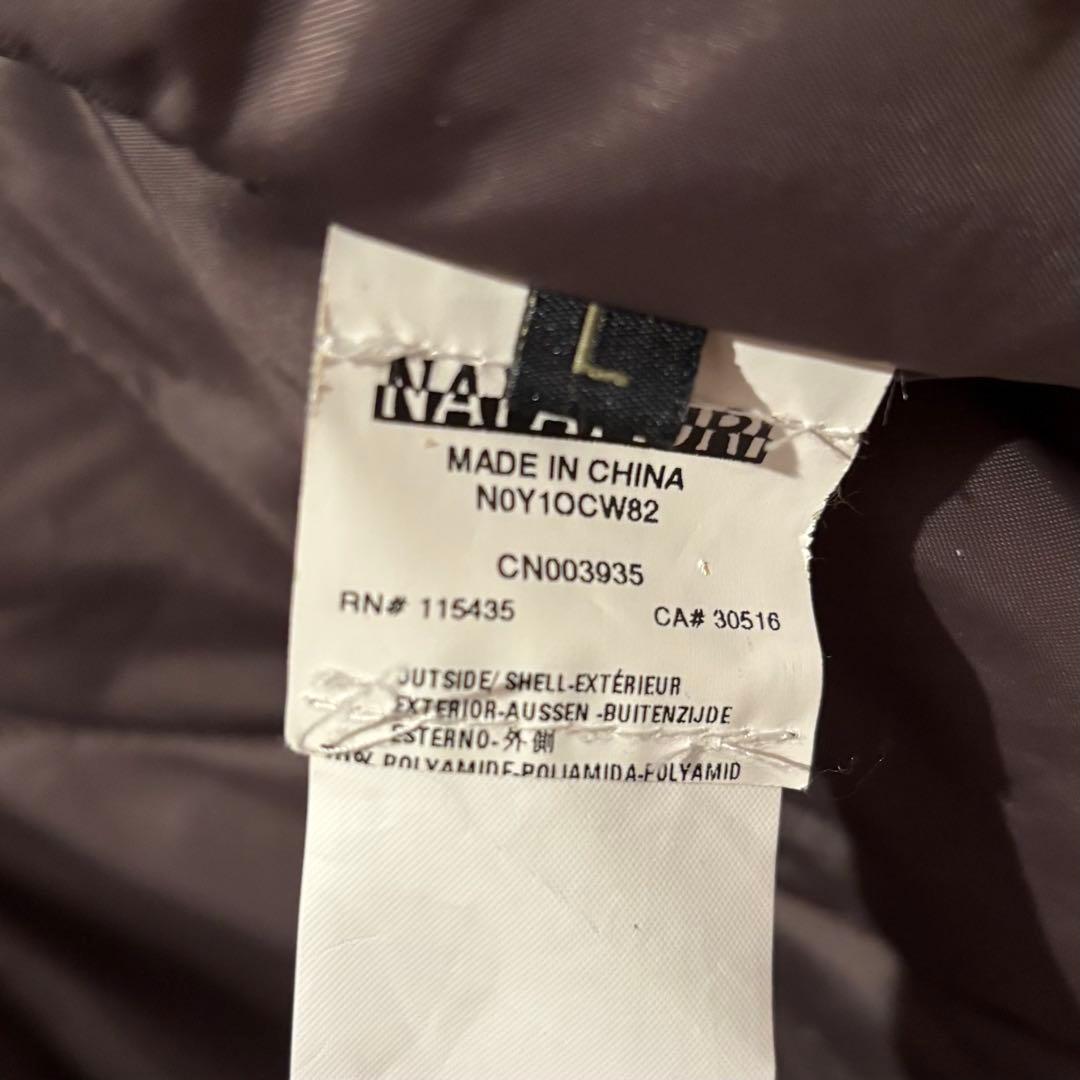 L
MADE IN CHINA
N0Y1OCW82
CN003935
RN# 115435
CA# 30516
OUTSIDE/ SHELL-EXTÉRIEUR
EXTERIOR-AUSSEN -BUITENZIJDE
ESTERNO-外側
POLYAMIDE-POLIAMIDA-POLYAMID